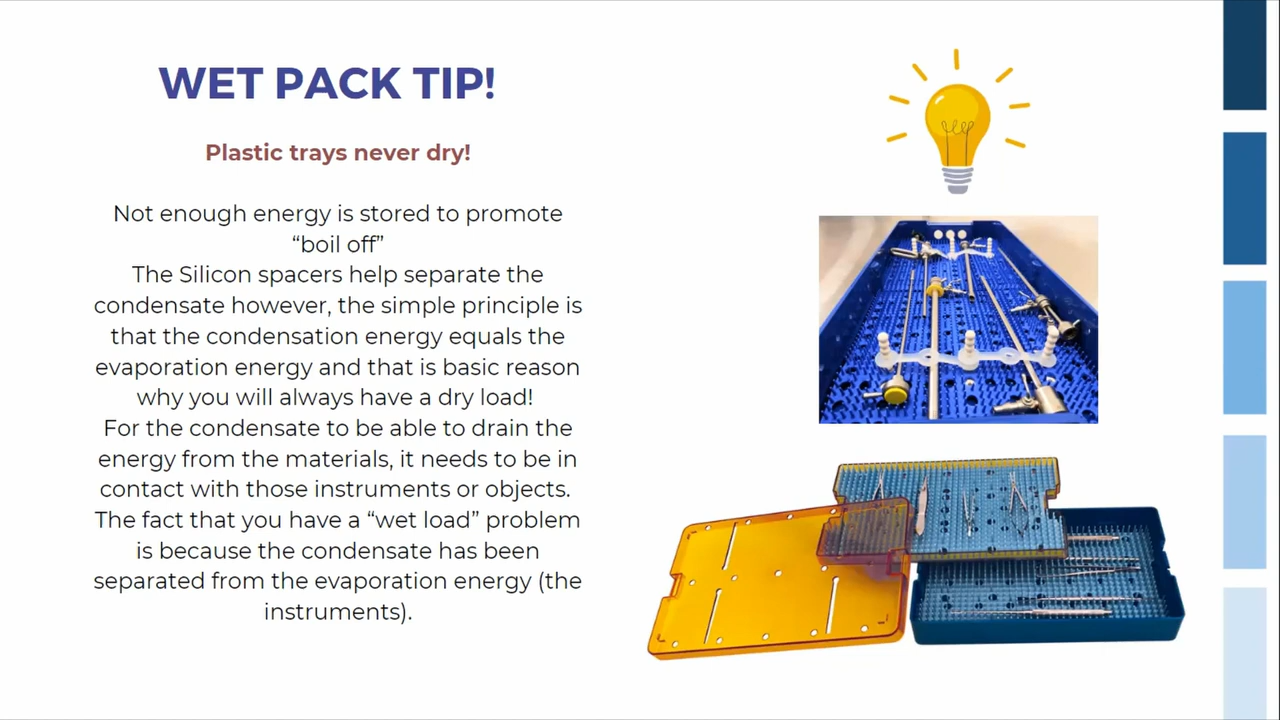 WET PACK TIP!
Plastic trays never dry!
Not enough energy is stored to promote
“boil off”
The Silicon spacers help separate the
condensate however, the simple principle is
that the condensation energy equals the
evaporation energy and that is basic reason
why you will always have a dry load!
For the condensate to be able to drain the
energy from the materials, it needs to be in
contact with those instruments or objects.
The fact that you have a “wet load” problem
is because the condensate has been
separated from the evaporation energy (the
instruments).